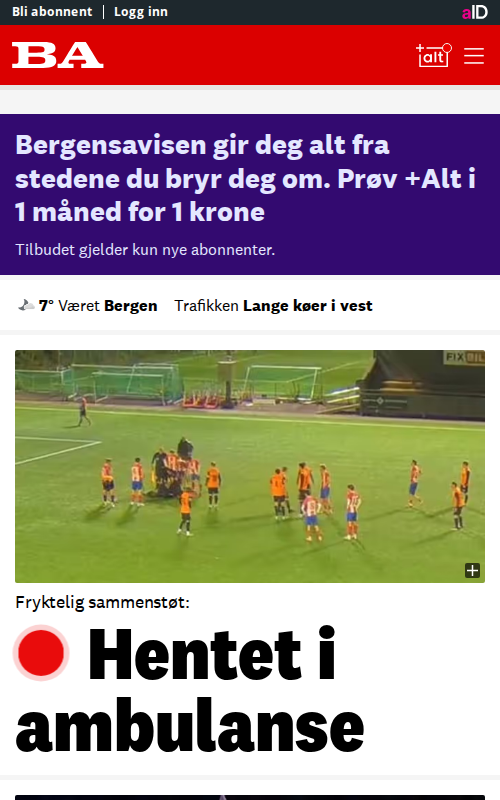 Bli abonnent | Logg inn
aID
BA
+alt
Bergensavisen gir deg alt fra
stedene du bryr deg om. Prøv +Alt i
1 måned for 1 krone
Tilbudet gjelder kun nye abonnenter.
7° Været Bergen Trafikken Lange køer i vest
FIX BIL
Fryktelig sammenstøt:
Hentet i
ambulanse